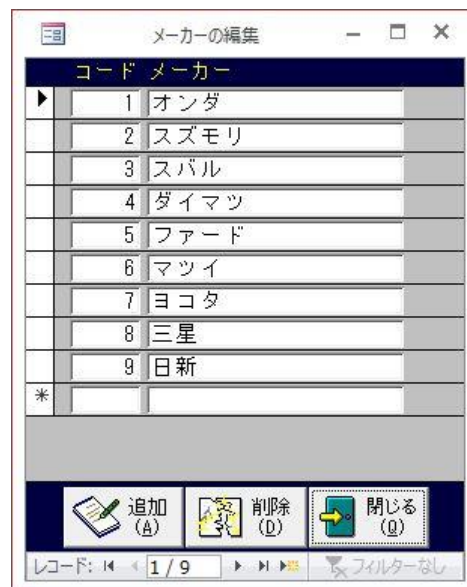 メーカーの編集
コード メーカー
1 オンダ
2 スズモリ
3 スバル
4 ダイマツ
5 ファード
6 マツイ
7 ヨコタ
8 三星
9 日新
*
追加 削除 閉じる
(A) (D) (Q)
レコード: 1 / 9 フィルターなし